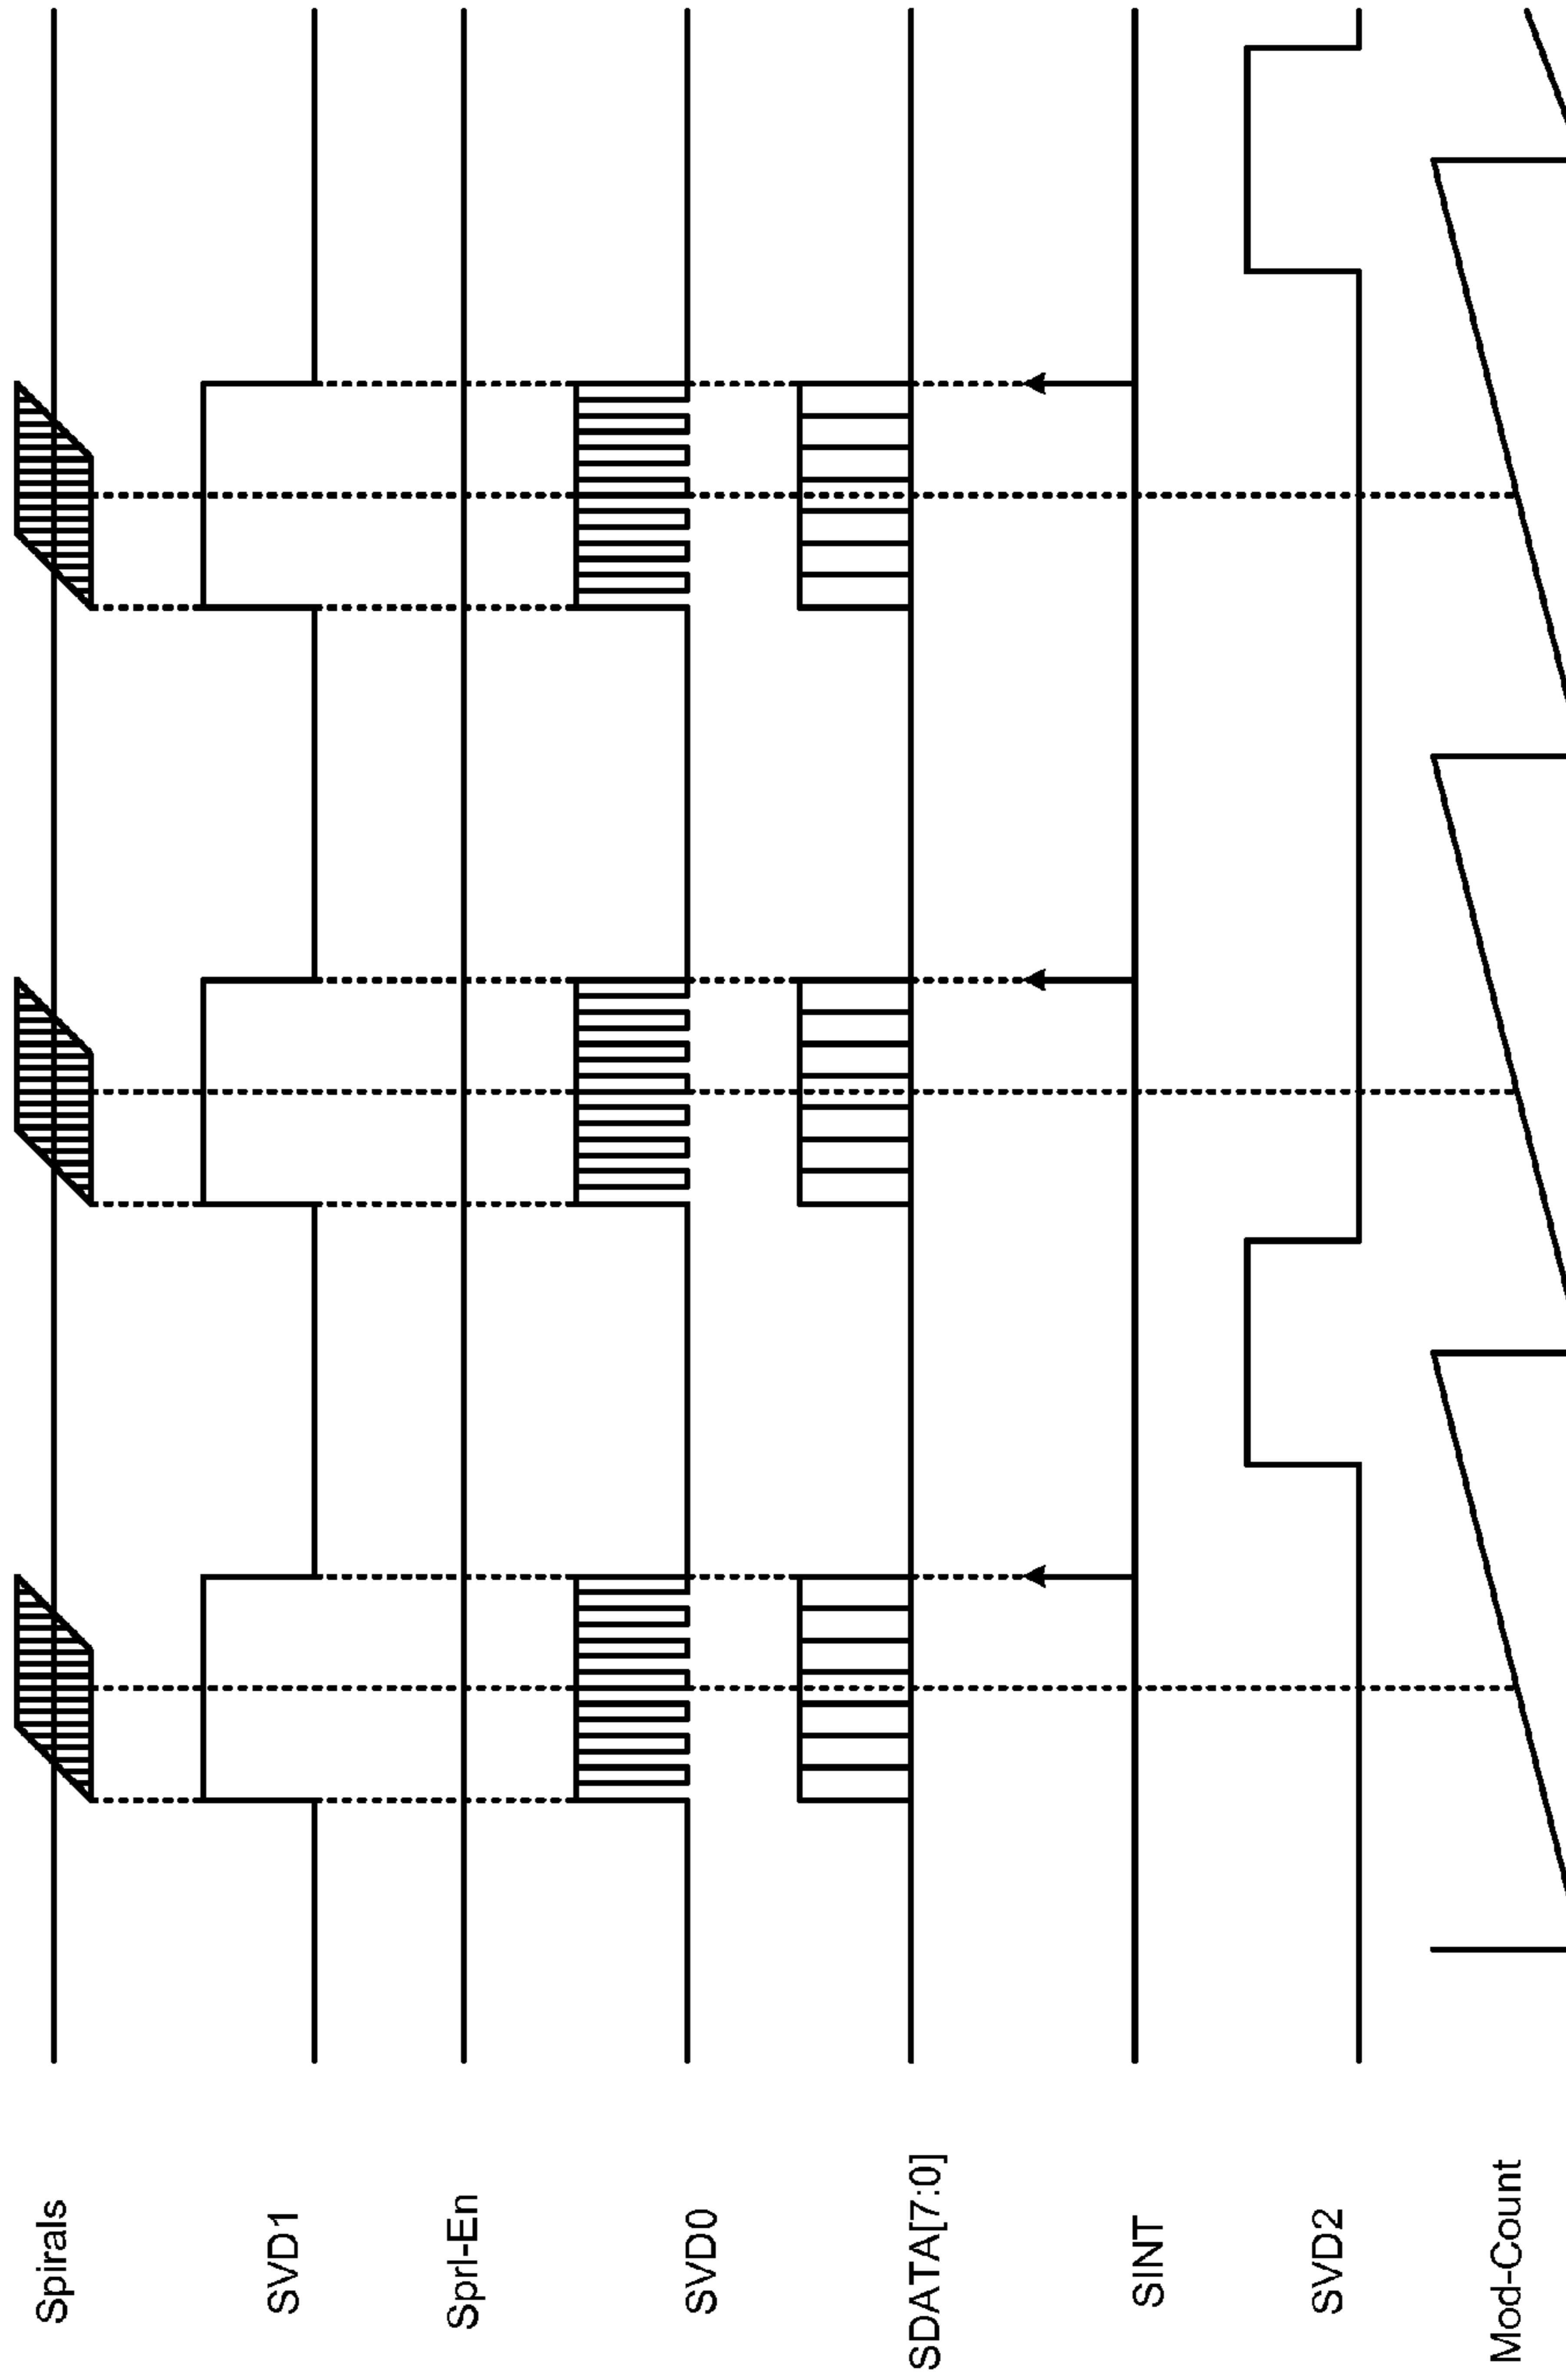 Spirals
SVD1
Sprl-En
SVD0
SDATA[7:0]
SINT
SVD2
Mod-Count